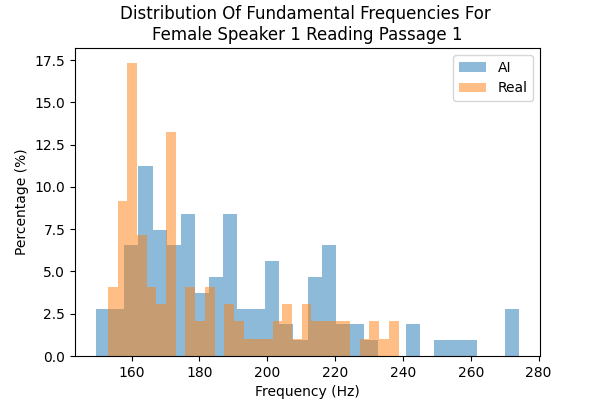 Distribution Of Fundamental Frequencies For
Female Speaker 1 Reading Passage 1
AI
Real
Percentage (%)
17.5
15.0
12.5
10.0
7.5
5.0
2.5
0.0
160 180 200 220 240 260 280
Frequency (Hz)